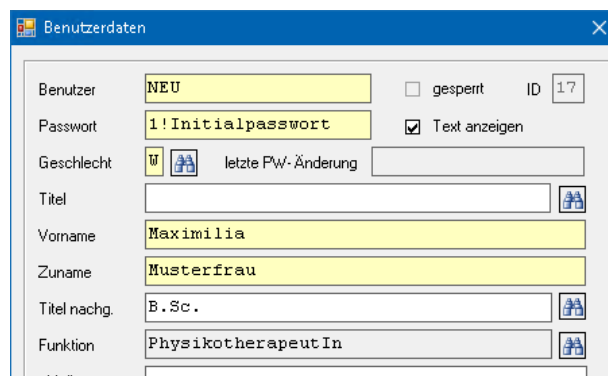 Benutzerdaten
Benutzer NEU gesperrt ID 17
Passwort 1!Initialpasswort Text anzeigen
Geschlecht W letzte PW-Änderung
Titel
Vorname Maximilia
Zuname Musterfrau
Titel nachg. B.Sc.
Funktion PhysikotherapeutIn